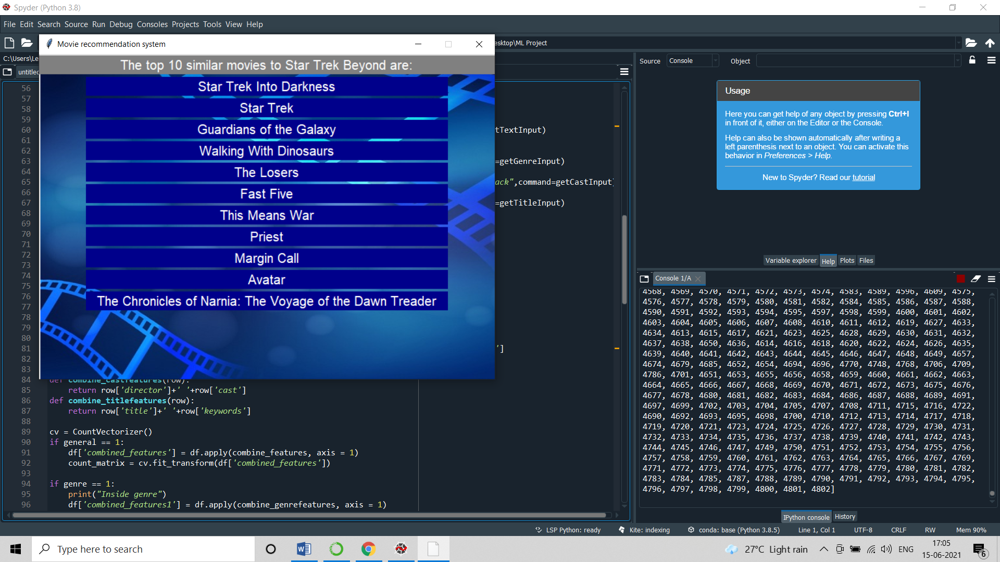 Spyder (Python 3.8)
File Edit Search Source Run Debug Consoles Projects Tools View Help
Movie recommendation system
esktop\ML Project
C:\Users\Le
untitle
The top 10 similar movies to Star Trek Beyond are:
Star Trek Into Darkness
Star Trek
Guardians of the Galaxy
Walking With Dinosaurs
The Losers
Fast Five
This Means War
Priest
Margin Call
Avatar
The Chronicles of Narnia: The Voyage of the Dawn Treader
56
57
58
59
60 tTextInput)
61
62
63 =getGenreInput)
64
65 ack",command=getCastInput)
66
67 =getTitleInput)
68
69
70
71
72
73
74
75
76
77
78
79
80
81 ']
82
83
84 def combine_castfeatures(row):
85 return row['director']+' '+row['cast']
86 def combine_titlefeatures(row):
87 return row['title']+' '+row['keywords']
88
89 cv = CountVectorizer()
90 if general == 1:
91 df['combined_features'] = df.apply(combine_features, axis = 1)
92 count_matrix = cv.fit_transform(df['combined_features'])
93
94 if genre == 1:
95 print("Inside genre")
96 df['combined_features1'] = df.apply(combine_genrefeatures, axis = 1)
Source Console Object
Usage
Here you can get help of any object by pressing Ctrl+I
in front of it, either on the Editor or the Console.
Help can also be shown automatically after writing a
left parenthesis next to an object. You can activate this
behavior in Preferences > Help.
New to Spyder? Read our tutorial
Variable explorer Help Plots Files
Console 1/A
4568, 4569, 4570, 4571, 4572, 4573, 4574, 4583, 4589, 4596, 4609, 4575,
4576, 4577, 4578, 4579, 4580, 4581, 4582, 4584, 4585, 4586, 4587, 4588,
4590, 4591, 4592, 4593, 4594, 4595, 4597, 4598, 4599, 4600, 4601, 4602,
4603, 4604, 4605, 4606, 4607, 4608, 4610, 4611, 4612, 4619, 4627, 4633,
4634, 4613, 4615, 4617, 4621, 4623, 4625, 4628, 4629, 4630, 4631, 4632,
4637, 4638, 4650, 4636, 4614, 4616, 4618, 4620, 4622, 4624, 4626, 4635,
4639, 4640, 4641, 4642, 4643, 4644, 4645, 4646, 4647, 4648, 4649, 4657,
4674, 4679, 4685, 4652, 4654, 4694, 4696, 4770, 4748, 4768, 4706, 4709,
4786, 4701, 4651, 4653, 4655, 4656, 4658, 4659, 4660, 4661, 4662, 4663,
4664, 4665, 4666, 4667, 4668, 4669, 4670, 4671, 4672, 4673, 4675, 4676,
4677, 4678, 4680, 4681, 4682, 4683, 4684, 4686, 4687, 4688, 4689, 4691,
4697, 4699, 4702, 4703, 4704, 4705, 4707, 4708, 4711, 4715, 4716, 4722,
4690, 4692, 4693, 4695, 4698, 4700, 4710, 4712, 4713, 4714, 4717, 4718,
4719, 4720, 4721, 4723, 4724, 4725, 4726, 4727, 4728, 4729, 4730, 4731,
4732, 4733, 4734, 4735, 4736, 4737, 4738, 4739, 4740, 4741, 4742, 4743,
4744, 4745, 4746, 4747, 4749, 4750, 4751, 4752, 4753, 4754, 4755, 4756,
4757, 4758, 4759, 4760, 4761, 4762, 4763, 4764, 4765, 4766, 4767, 4769,
4771, 4772, 4773, 4774, 4775, 4776, 4777, 4778, 4779, 4780, 4781, 4782,
4783, 4784, 4785, 4787, 4788, 4789, 4790, 4791, 4792, 4793, 4794, 4795,
4796, 4797, 4798, 4799, 4800, 4801, 4802]
IPython console History
LSP Python: ready Kite: indexing conda: base (Python 3.8.5) Line 1, Col 1 UTF-8 CRLF RW Mem 90%
Type here to search
27°C Light rain ENG
17:05
15-06-2021
6